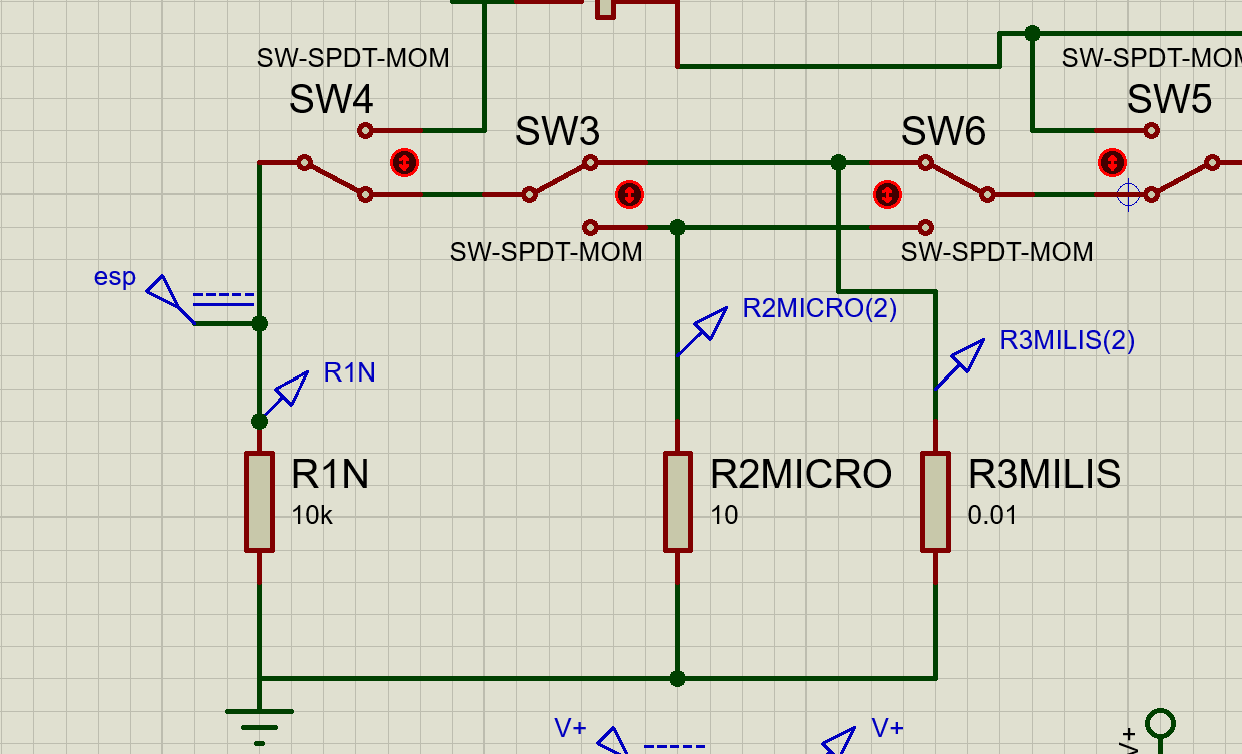 SW-SPDT-MOM
SW4
SW3
SW6
SW-SPDT-MOM
SW5
SW-SPDT-MOM
SW-SPDT-MOM
esp
R1N
R2MICRO(2)
R3MILIS(2)
R1N
10k
R2MICRO
10
R3MILIS
0.01
V+
V+